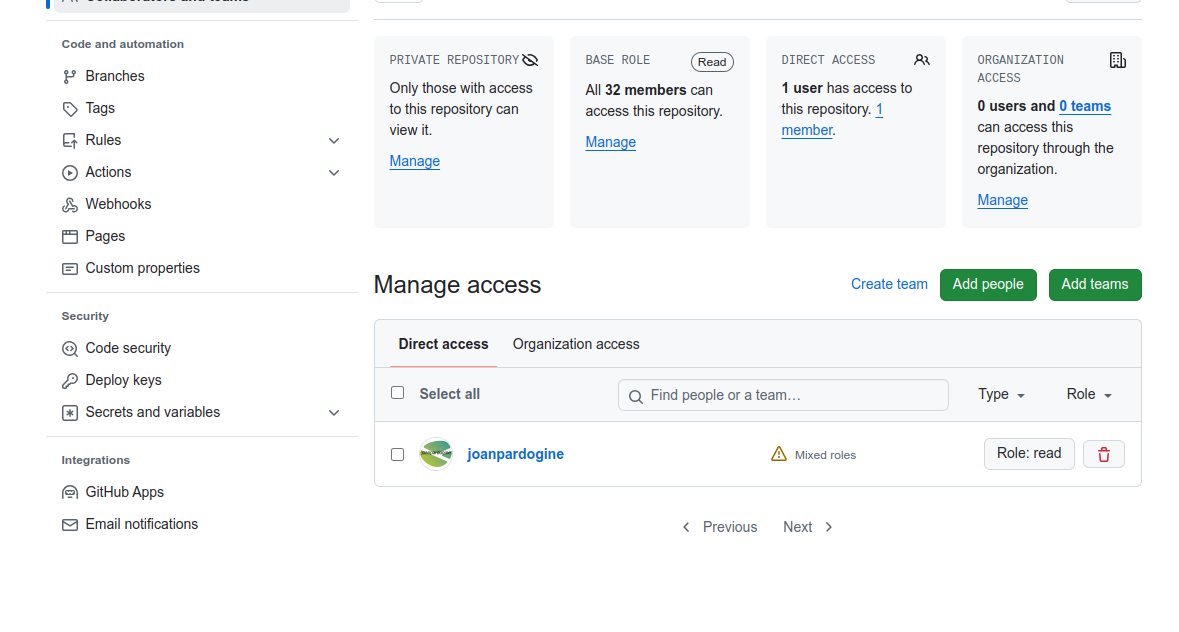 Collaborators and teams
Code and automation
Branches
Tags
Rules
Actions
Webhooks
Pages
Custom properties
Security
Code security
Deploy keys
Secrets and variables
Integrations
GitHub Apps
Email notifications
PRIVATE REPOSITORY
Only those with access
to this repository can
view it.
Manage
BASE ROLE
Read
All 32 members can
access this repository.
Manage
DIRECT ACCESS
1 user has access to
this repository. 1
member.
ORGANIZATION
ACCESS
0 users and 0 teams
can access this
repository through the
organization.
Manage
Manage access
Create team
Add people
Add teams
Direct access
Organization access
Select all
Find people or a team…
Type
Role
joanpardogine
Mixed roles
Role: read
Previous
Next